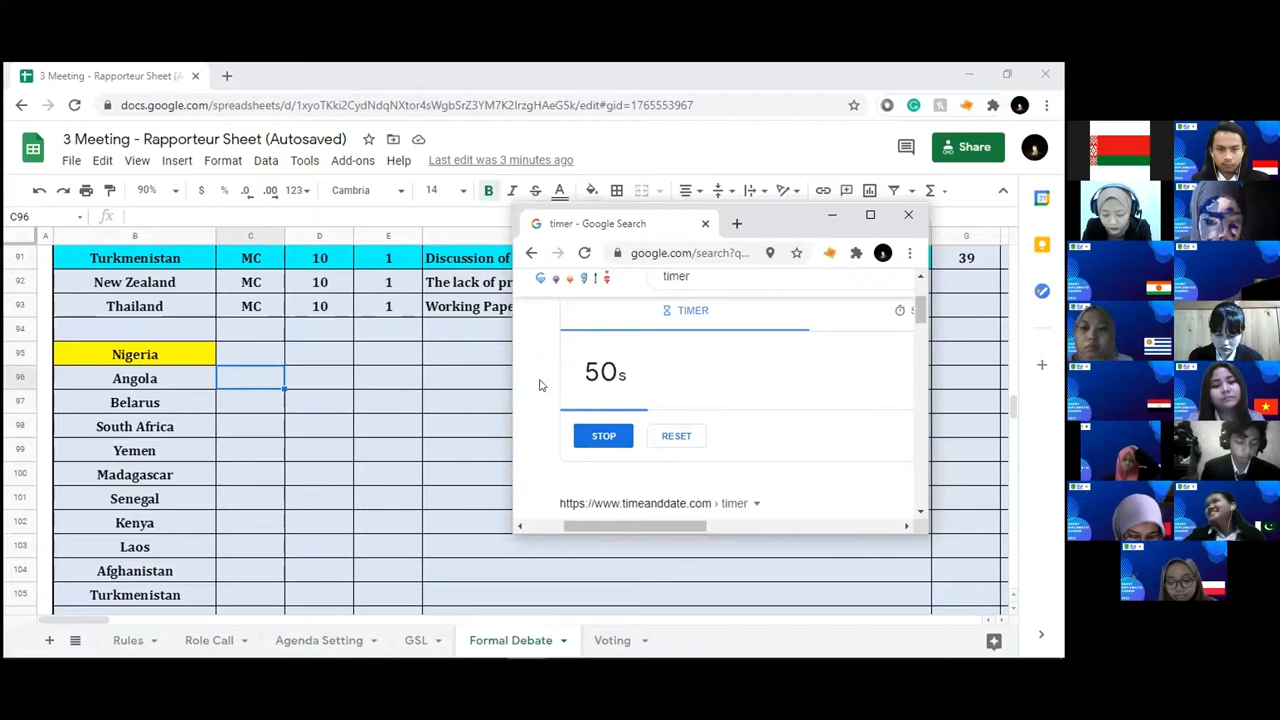 3 Meeting - Rapporteur Sheet (A
docs.google.com/spreadsheets/d/1xyoTKki2CydNdqNXtor4sWgbSrZ3YM7K2IrzgHAeG5k/edit#gid=1765553967
3 Meeting - Rapporteur Sheet (Autosaved)
File Edit View Insert Format Data Tools Add-ons Help Last edit was 3 minutes ago
Share
90% $ % .0 .00 123 Cambria 14 B I S A
C96 fx
A B C D E G
91 Turkmenistan MC 10 1 Discussion of 39
92 New Zealand MC 10 1 The lack of pr
93 Thailand MC 10 1 Working Pape
94
95 Nigeria
96 Angola
97 Belarus
98 South Africa
99 Yemen
100 Madagascar
101 Senegal
102 Kenya
103 Laos
104 Afghanistan
105 Turkmenistan
timer - Google Search
google.com/search?q...
timer
TIMER
50s
STOP RESET
https://www.timeanddate.com › timer
Rules Role Call Agenda Setting GSL Formal Debate Voting
31